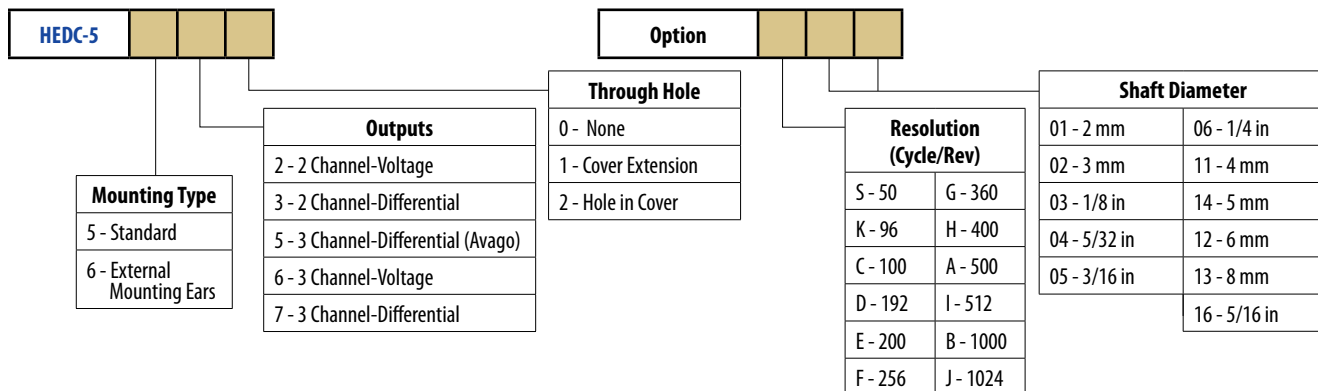 HEDC-5
Option
Mounting Type
5 - Standard
6 - External
Mounting Ears
Outputs
2 - 2 Channel-Voltage
3 - 2 Channel-Differential
5 - 3 Channel-Differential (Avago)
6 - 3 Channel-Voltage
7 - 3 Channel-Differential
Through Hole
0 - None
1 - Cover Extension
2 - Hole in Cover
Resolution
(Cycle/Rev)
S - 50 G - 360
K - 96 H - 400
C - 100 A - 500
D - 192 I - 512
E - 200 B - 1000
F - 256 J - 1024
Shaft Diameter
01 - 2 mm 06 - 1/4 in
02 - 3 mm 11 - 4 mm
03 - 1/8 in 14 - 5 mm
04 - 5/32 in 12 - 6 mm
05 - 3/16 in 13 - 8 mm
16 - 5/16 in